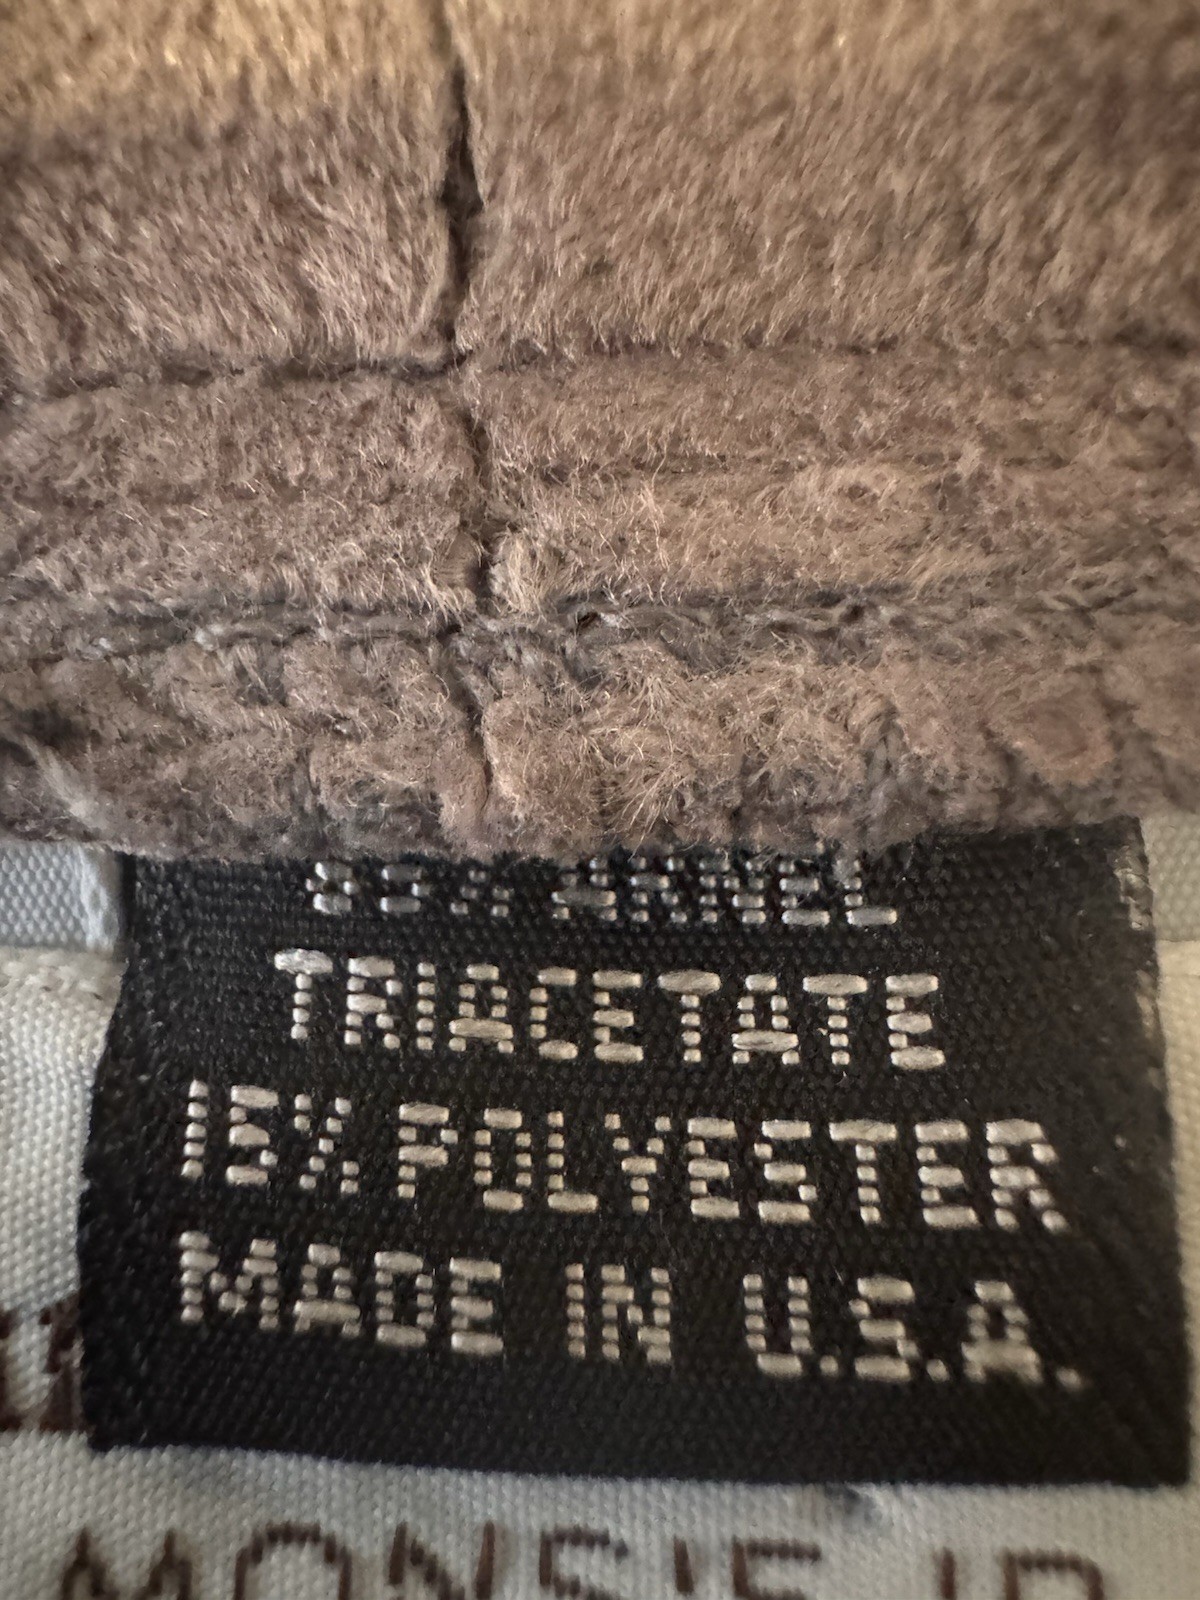 85% ARNEL
TRIACETATE
15% POLYESTER
MADE IN U.S.A.